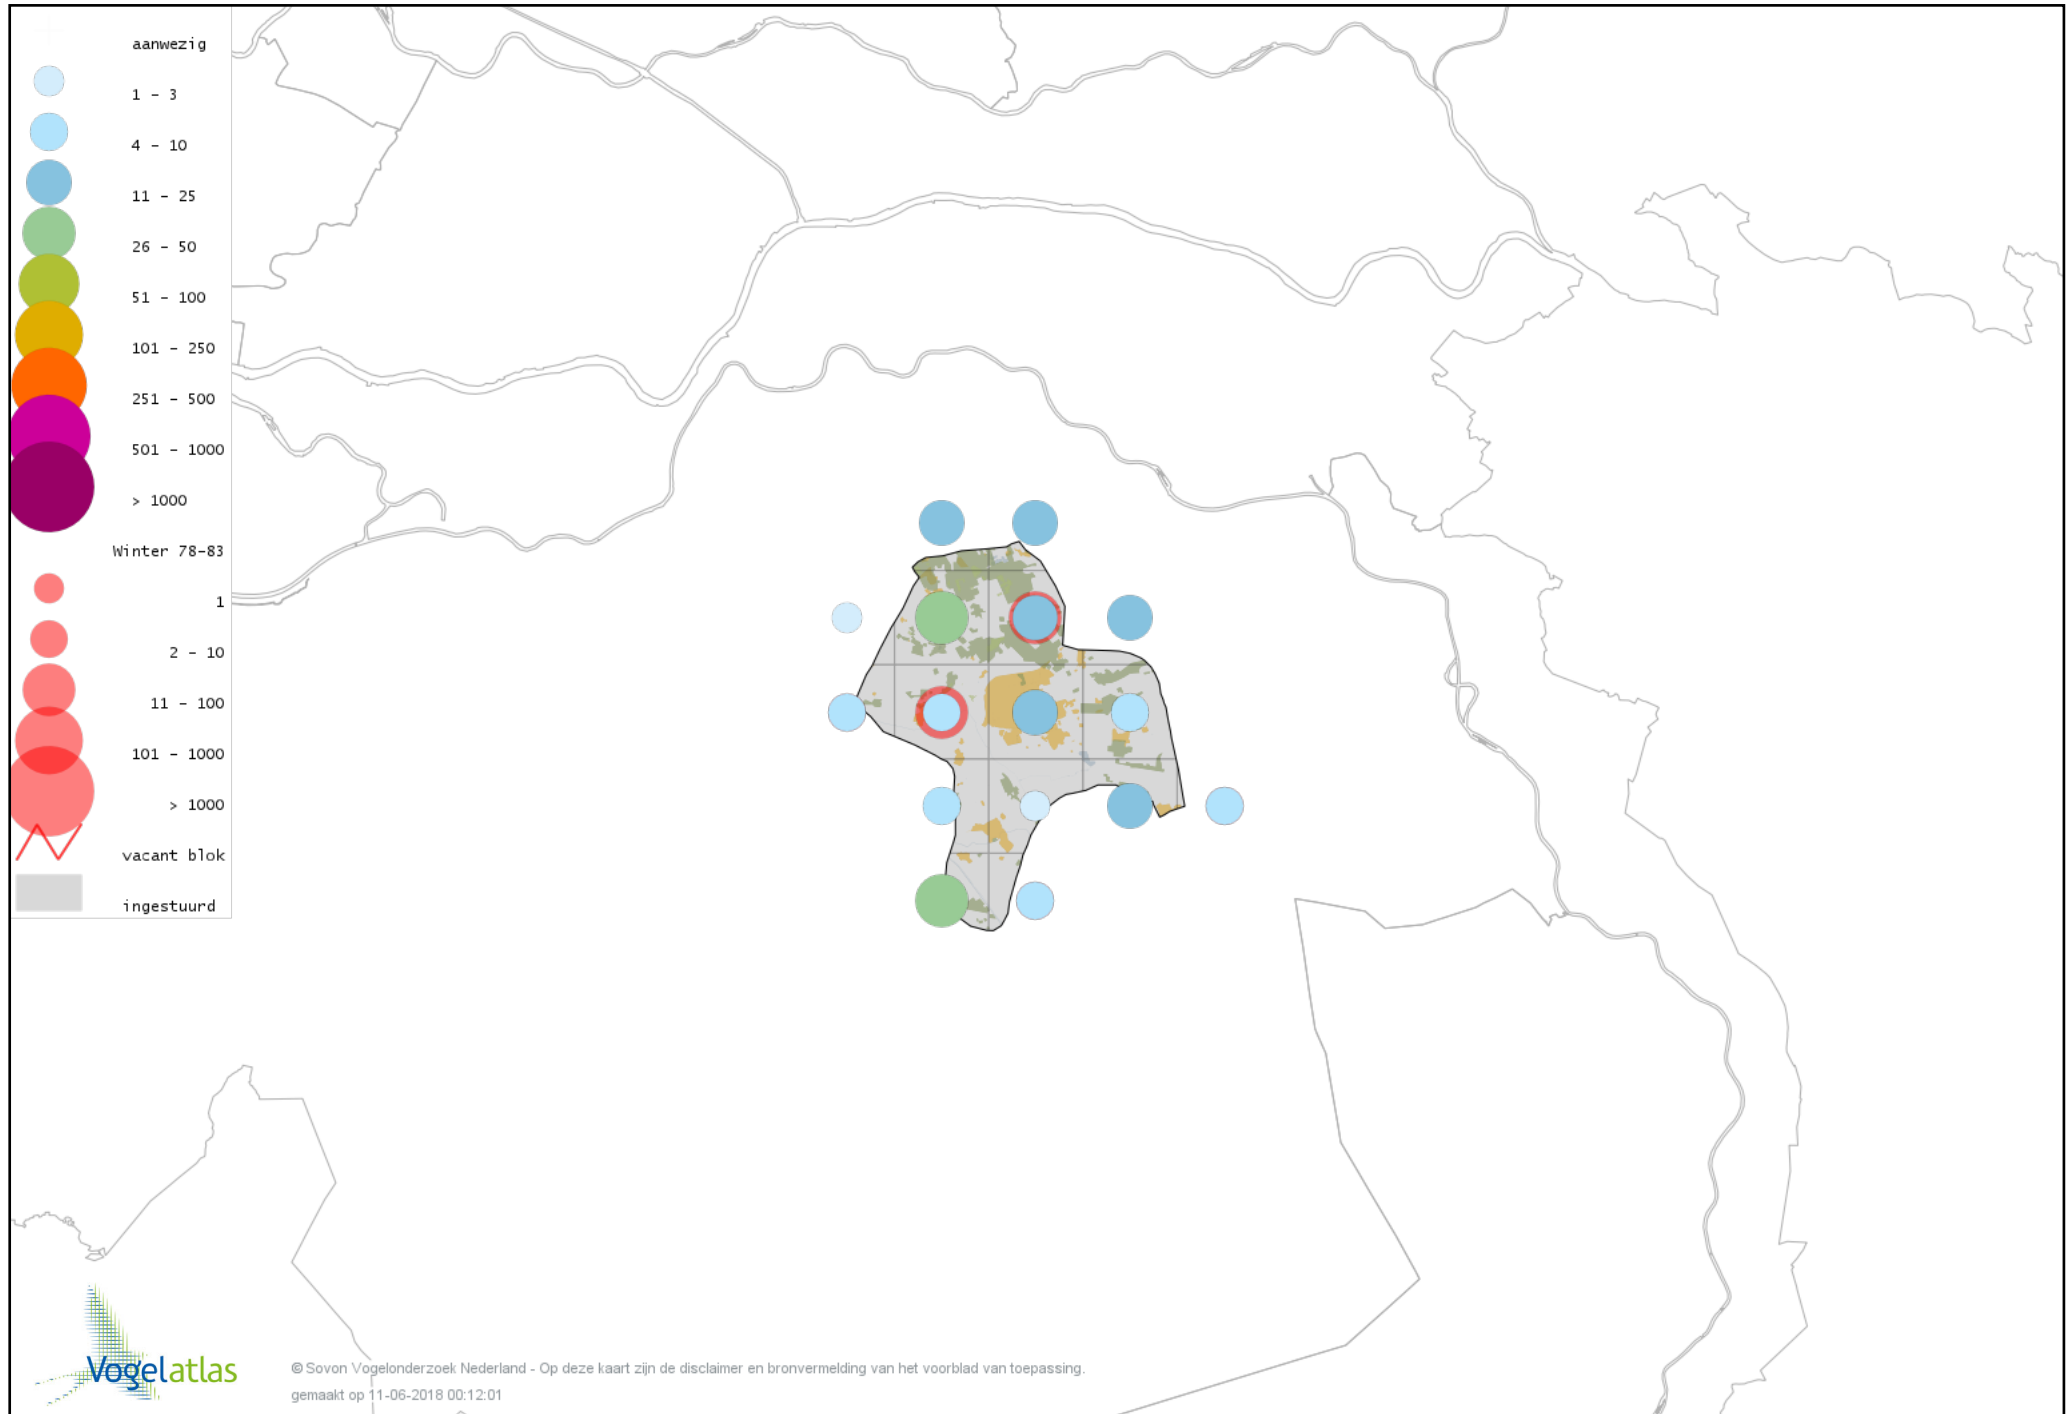 aanwezig
1 - 3
4 - 10
11 - 25
26 - 50
51 - 100
101 - 250
251 - 500
501 - 1000
> 1000
Winter 78-83
1
2 - 10
11 - 100
101 - 1000
> 1000
vacant blok
ingestuurd
Vogelatlas
© Sovon Vogelonderzoek Nederland - Op deze kaart zijn de disclaimer en bronvermelding van het voorblad van toepassing.
gemaakt op 11-06-2018 00:12:01